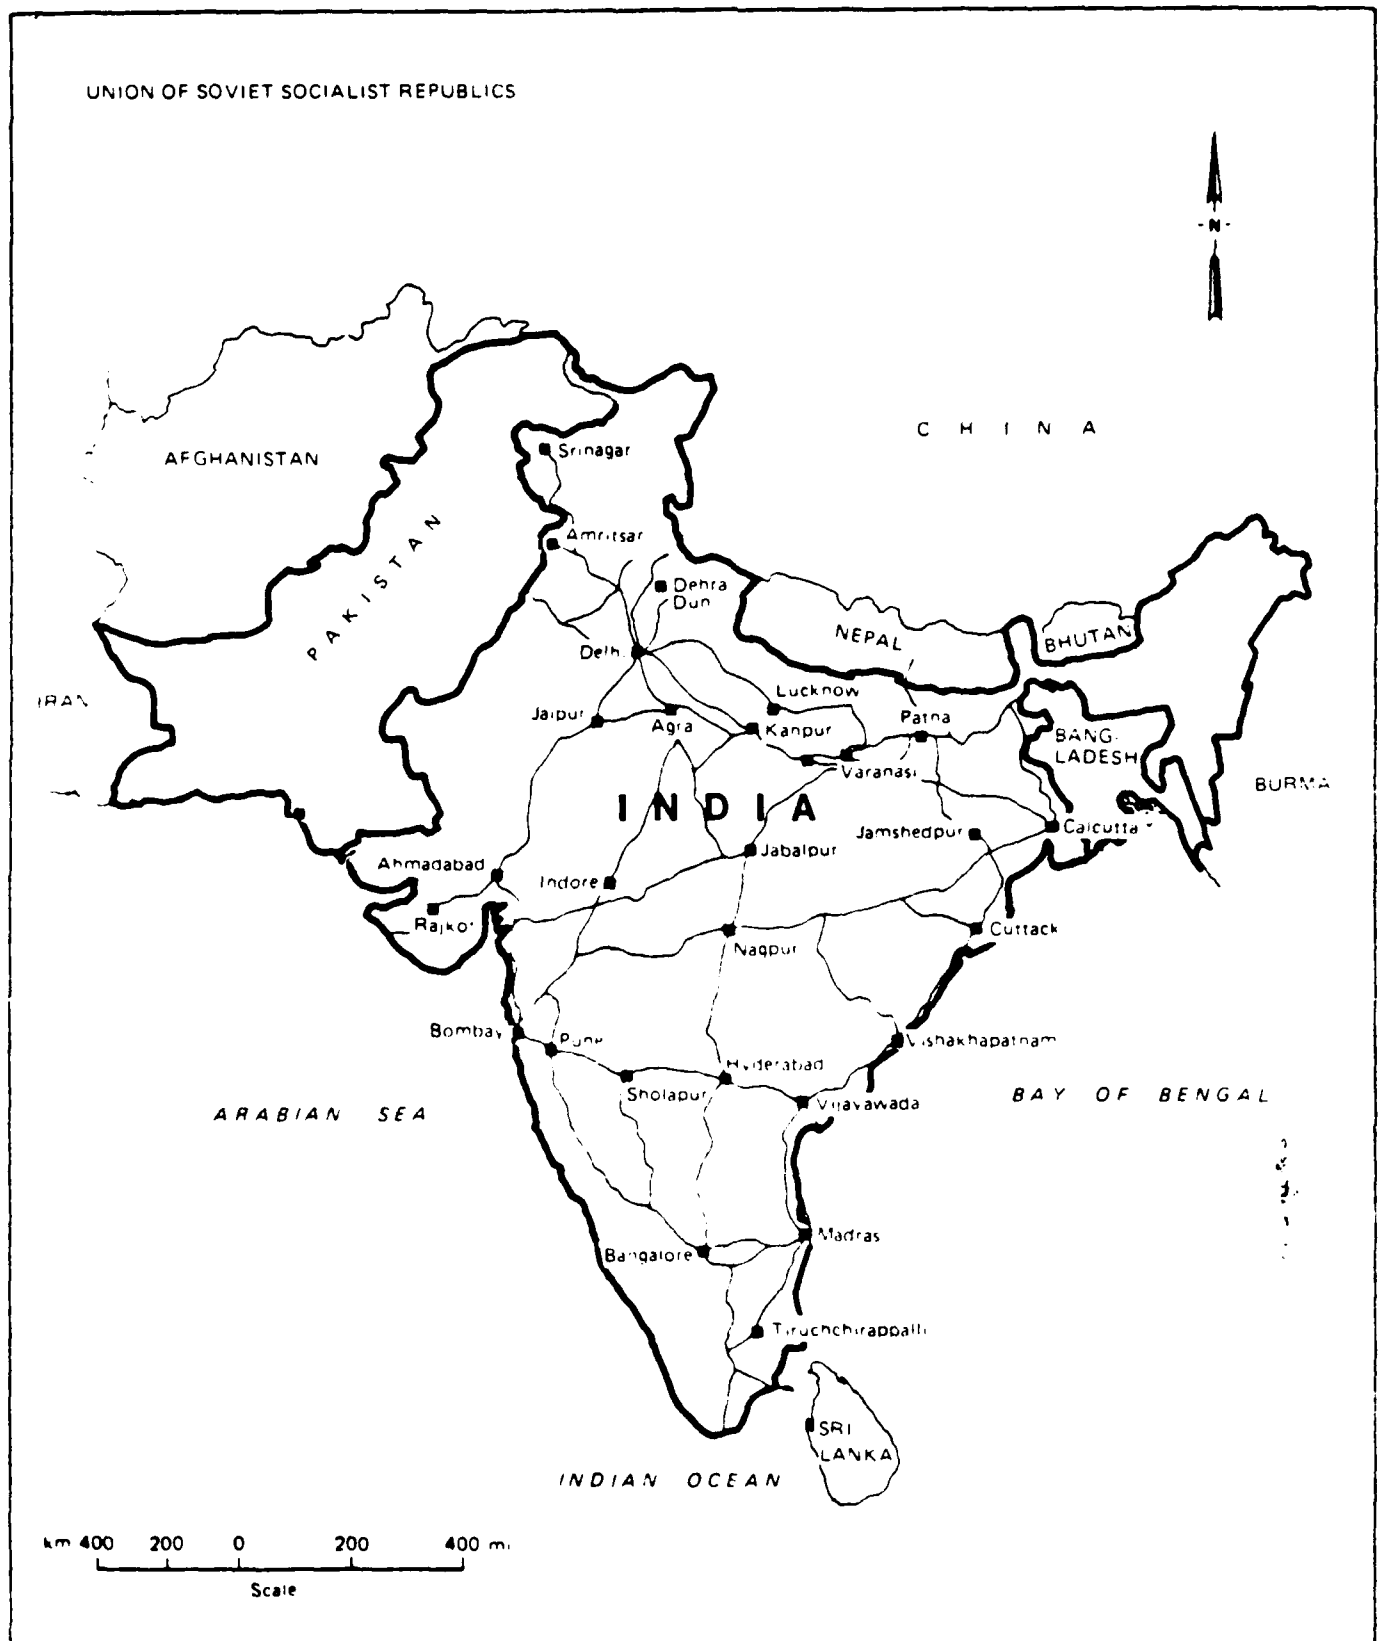 UNION OF SOVIET SOCIALIST REPUBLICS
- N -
CHINA
AFGHANISTAN
Srinagar
PAKISTAN
Amritsar
Dehra
Dun
NEPAL
BHUTAN
Delhi
IRAN
Lucknow
Jaipur
Agra
Kanpur
Patna
BANG-
LADESH
Varanasi
BURMA
INDIA
Jamshedpur
Calcutta
Ahmadabad
Indore
Jabalpur
Rajkot
Nagpur
Cuttack
Bombay
Pune
Vishakhapatnam
Hyderabad
Sholapur
Vijayawada
ARABIAN SEA
BAY OF BENGAL
Madras
Bangalore
Tiruchchirappalli
SRI
LANKA
INDIAN OCEAN
km 400 200 0 200 400 mi
Scale